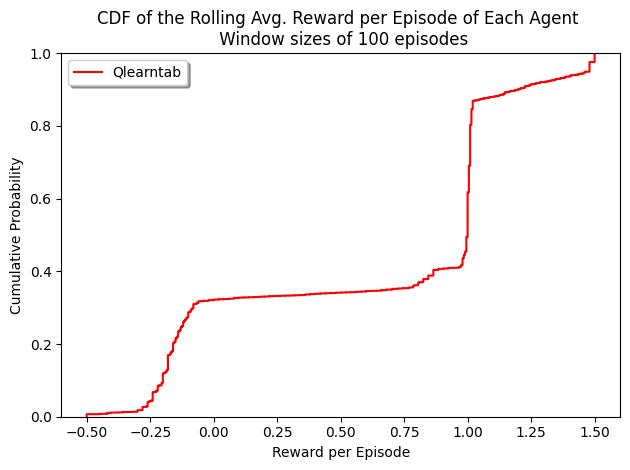 CDF of the Rolling Avg. Reward per Episode of Each Agent
Window sizes of 100 episodes
Qlearntab
Cumulative Probability
1.0
0.8
0.6
0.4
0.2
0.0
−0.50 −0.25 0.00 0.25 0.50 0.75 1.00 1.25 1.50
Reward per Episode